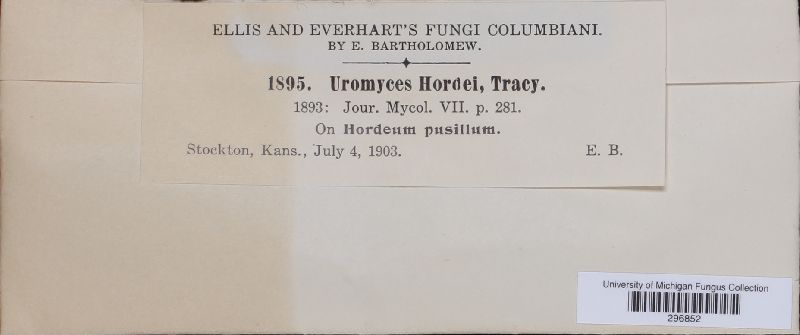 ELLIS AND EVERHART'S FUNGI COLUMBIANI.
BY E. BARTHOLOMEW.
1895. Uromyces Hordei, Tracy.
1893: Jour. Mycol. VII. p. 281.
On Hordeum pusillum.
Stockton, Kans., July 4, 1903. E. B.
University of Michigan Fungus Collection
296852